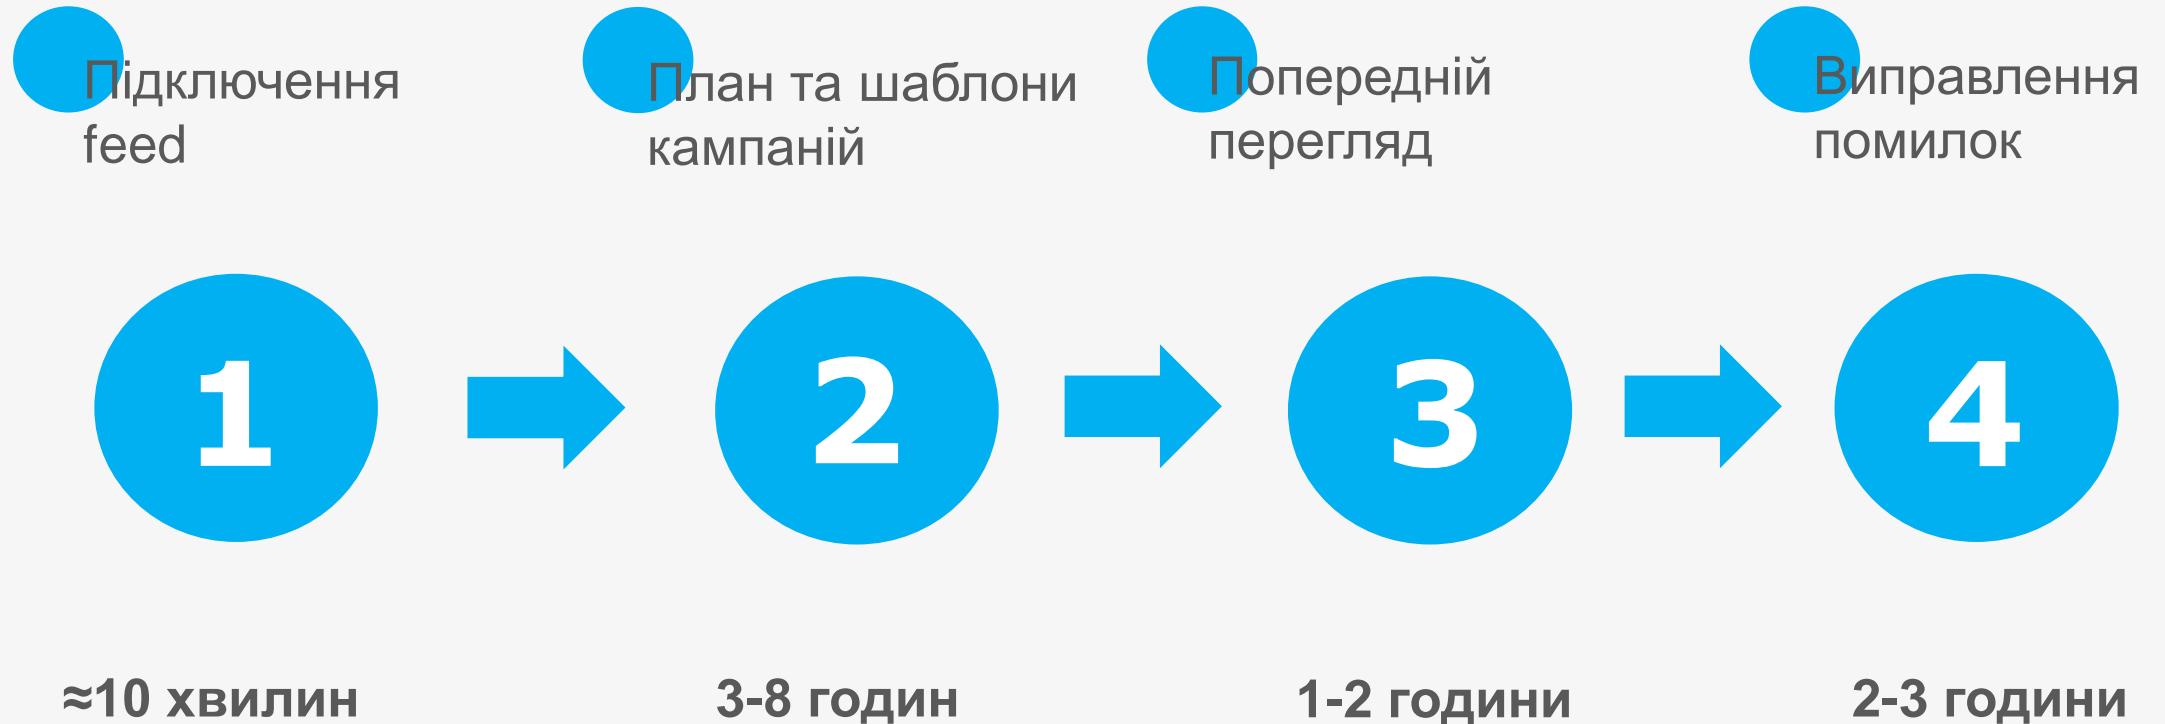 Підключення
feed
План та шаблони
кампаній
Попередній
перегляд
Виправлення
помилок
1
2
3
4
≈10 хвилин
3-8 годин
1-2 години
2-3 години